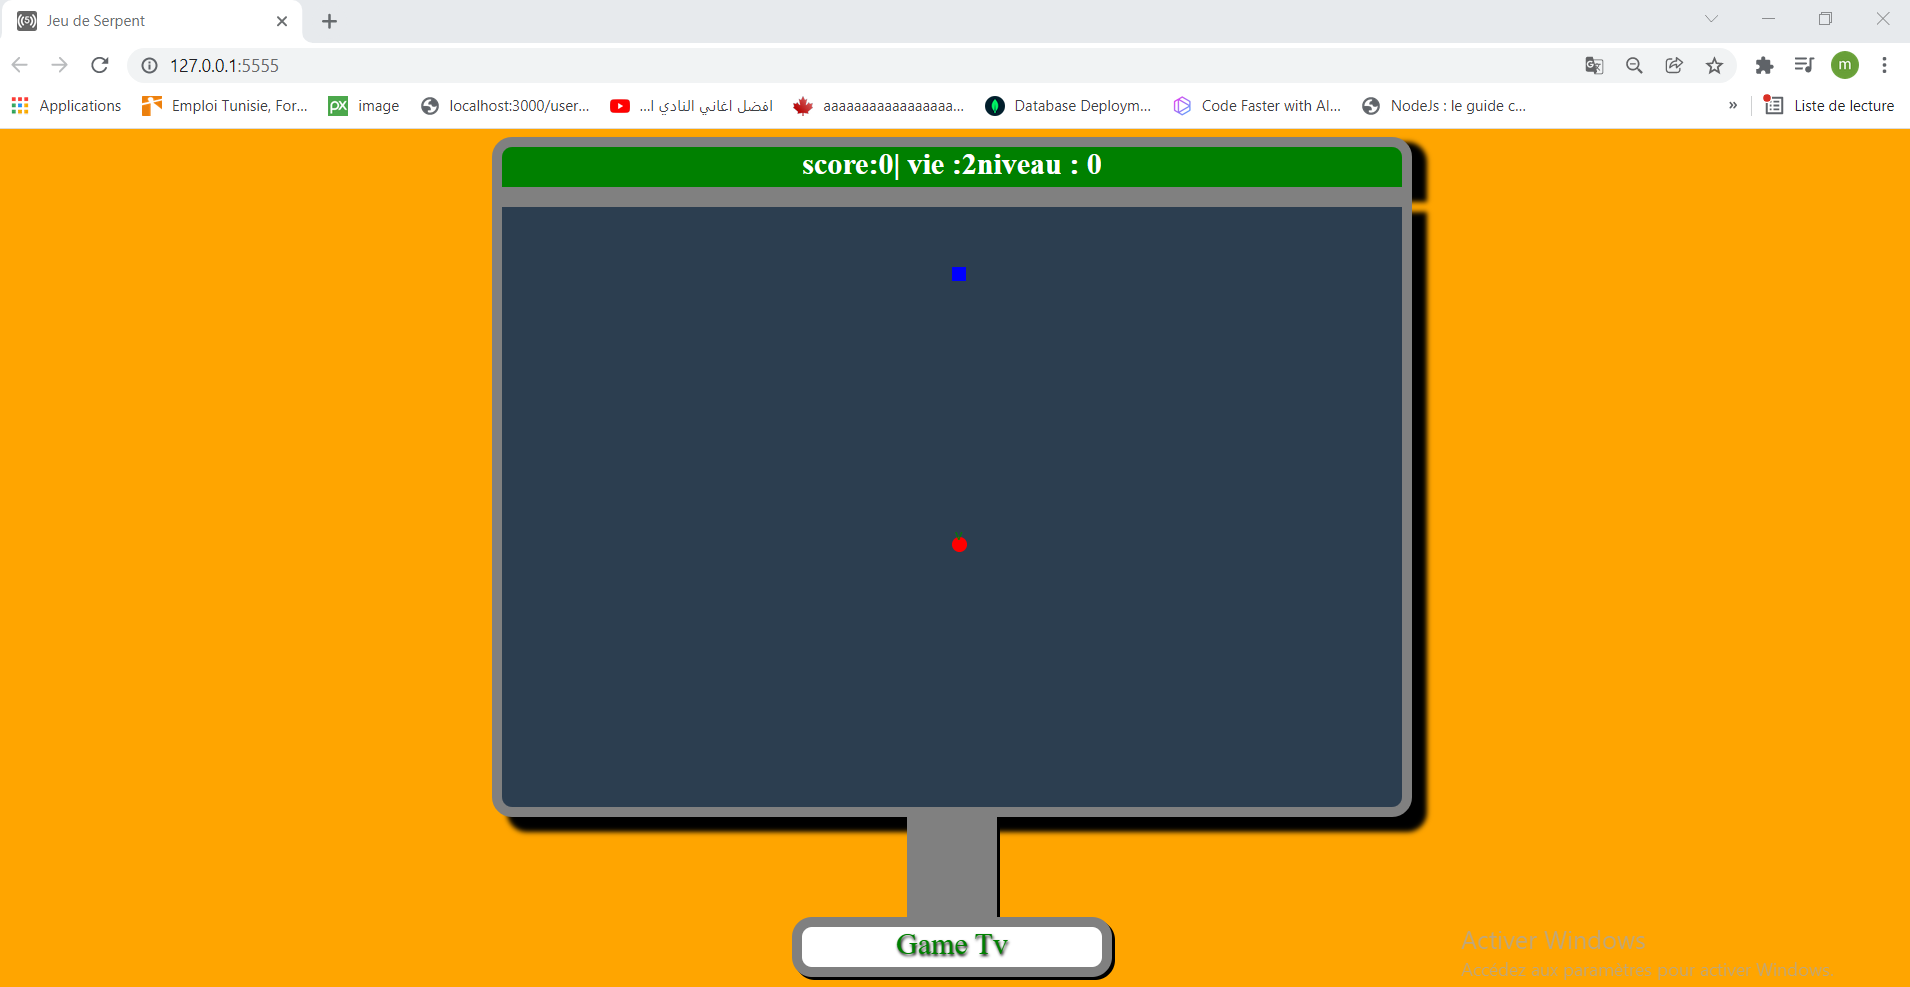 Jeu de Serpent
127.0.0.1:5555
m
Applications
Emploi Tunisie, For...
px
image
localhost:3000/user...
افضل اغاني النادي ا...
aaaaaaaaaaaaaaaaa...
Database Deploym...
Code Faster with AI...
NodeJs : le guide c...
»
Liste de lecture
score:0| vie :2niveau : 0
Game Tv
Activer Windows
Accédez aux paramètres pour activer Windows.